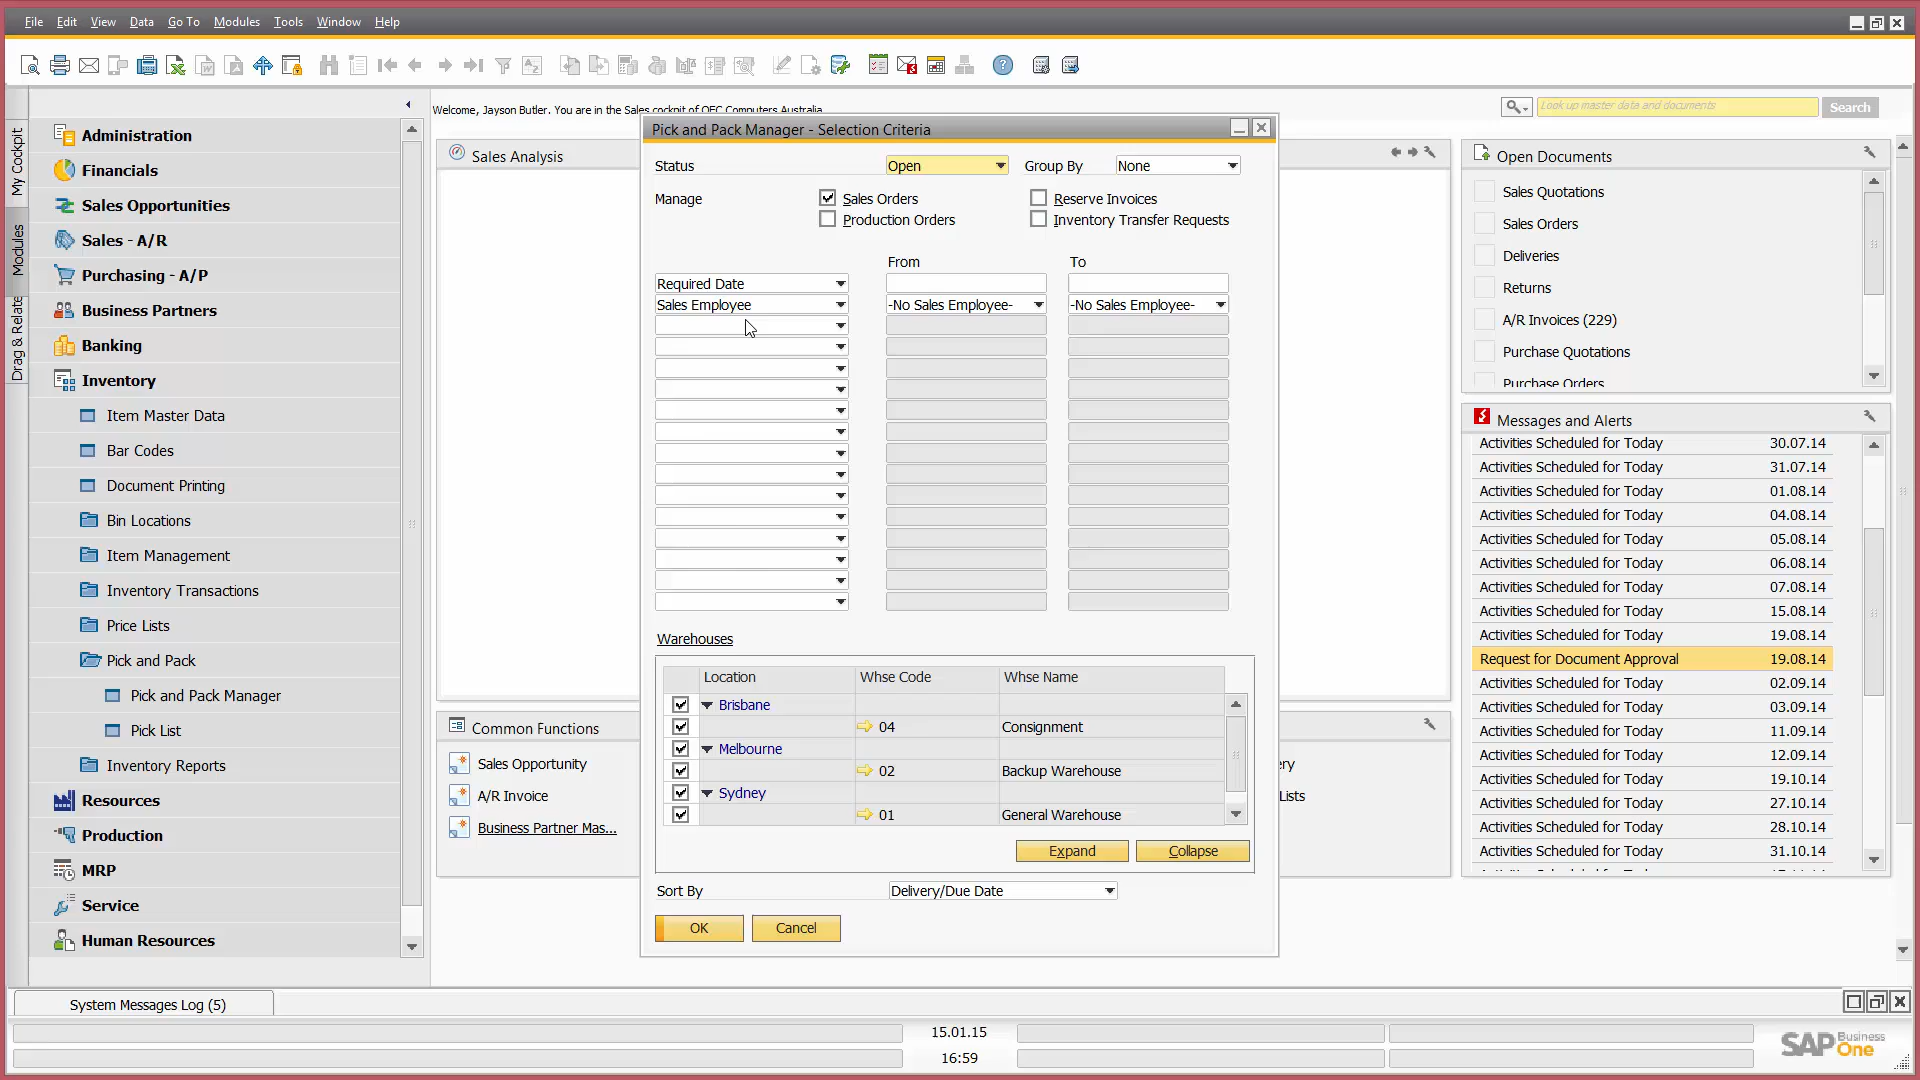 File Edit View Data Go To Modules Tools Window Help
Welcome, Jayson Butler. You are in the Sales cockpit of OEC Computers Australia
Look up master data and documents
Search
My Cockpit
Modules
Drag & Relate
Administration
Financials
Sales Opportunities
Sales - A/R
Purchasing - A/P
Business Partners
Banking
Inventory
Item Master Data
Bar Codes
Document Printing
Bin Locations
Item Management
Inventory Transactions
Price Lists
Pick and Pack
Pick and Pack Manager
Pick List
Inventory Reports
Resources
Production
MRP
Service
Human Resources
Sales Analysis
Common Functions
Sales Opportunity
A/R Invoice
Business Partner Mas...
Pick and Pack Manager - Selection Criteria
Status Open Group By None
Manage Sales Orders Reserve Invoices
Production Orders Inventory Transfer Requests
From To
Required Date
Sales Employee -No Sales Employee- -No Sales Employee-
Warehouses
Location Whse Code Whse Name
Brisbane
04 Consignment
Melbourne
02 Backup Warehouse
Sydney
01 General Warehouse
Expand Collapse
Sort By Delivery/Due Date
OK Cancel
ery
Lists
Open Documents
Sales Quotations
Sales Orders
Deliveries
Returns
A/R Invoices (229)
Purchase Quotations
Purchase Orders
Messages and Alerts
Activities Scheduled for Today 30.07.14
Activities Scheduled for Today 31.07.14
Activities Scheduled for Today 01.08.14
Activities Scheduled for Today 04.08.14
Activities Scheduled for Today 05.08.14
Activities Scheduled for Today 06.08.14
Activities Scheduled for Today 07.08.14
Activities Scheduled for Today 15.08.14
Activities Scheduled for Today 19.08.14
Request for Document Approval 19.08.14
Activities Scheduled for Today 02.09.14
Activities Scheduled for Today 03.09.14
Activities Scheduled for Today 11.09.14
Activities Scheduled for Today 12.09.14
Activities Scheduled for Today 19.10.14
Activities Scheduled for Today 27.10.14
Activities Scheduled for Today 28.10.14
Activities Scheduled for Today 31.10.14
System Messages Log (5)
15.01.15
16:59
SAP Business One